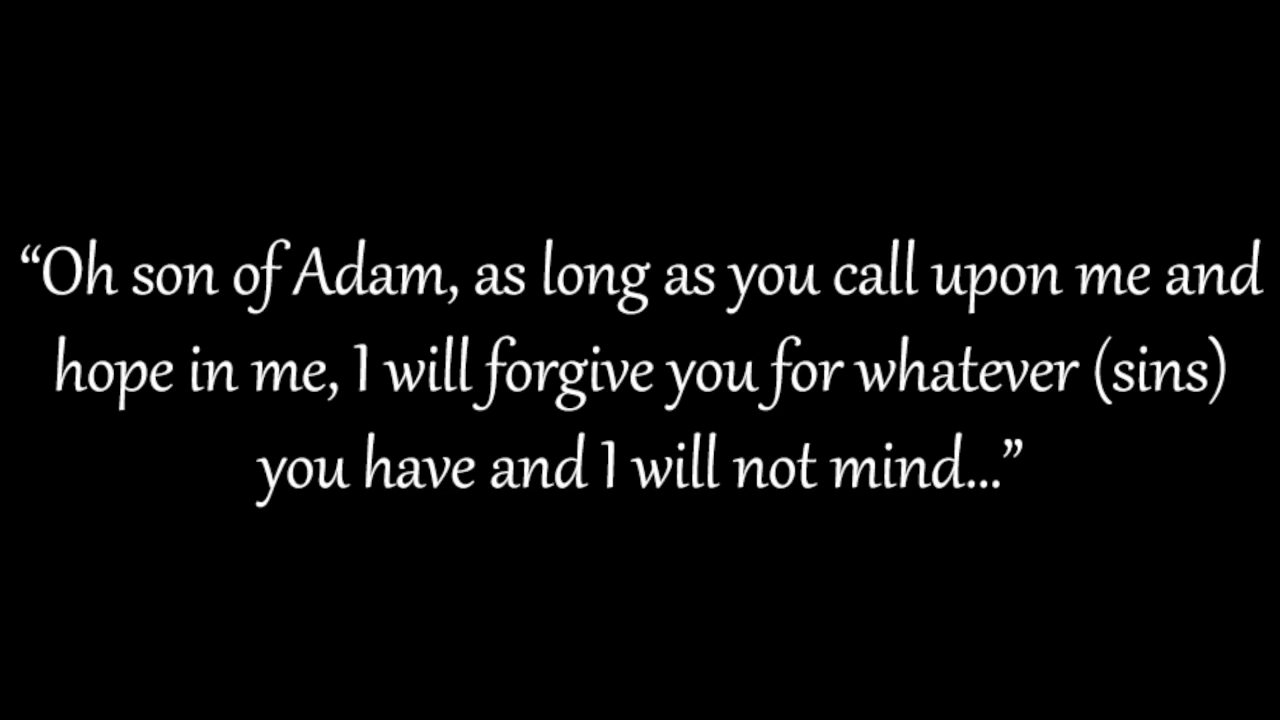 “Oh son of Adam, as long as you call upon me and
hope in me, I will forgive you for whatever (sins)
you have and I will not mind...”